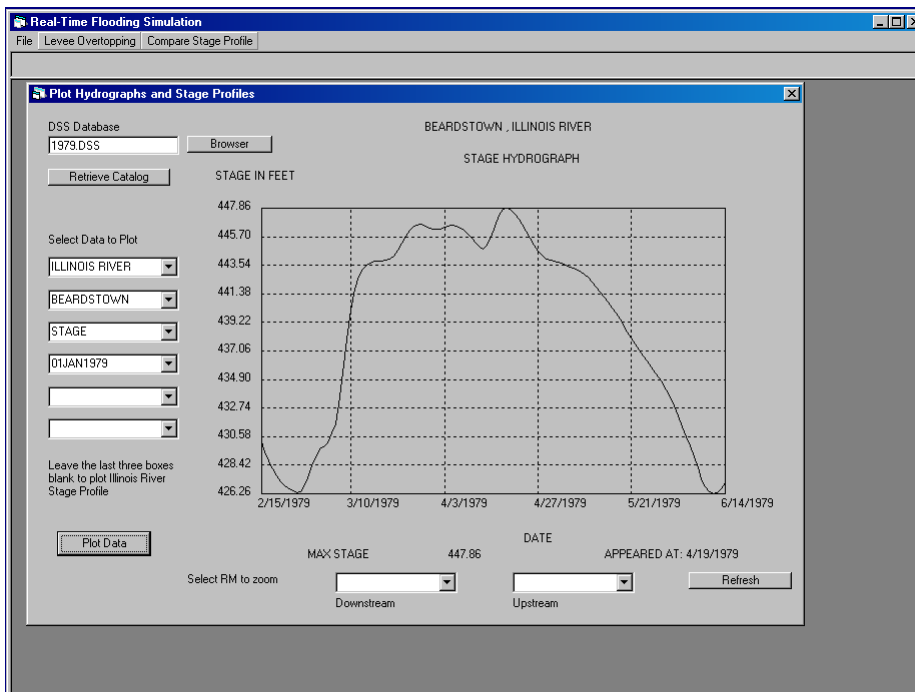 Real-Time Flooding Simulation
File Levee Overtopping Compare Stage Profile
Plot Hydrographs and Stage Profiles
DSS Database
1979.DSS
Browser
Retrieve Catalog
BEARDSTOWN , ILLINOIS RIVER
STAGE HYDROGRAPH
STAGE IN FEET
Select Data to Plot
ILLINOIS RIVER
BEARDSTOWN
STAGE
01JAN1979
Leave the last three boxes
blank to plot Illinois River
Stage Profile
Plot Data
447.86
445.70
443.54
441.38
439.22
437.06
434.90
432.74
430.58
428.42
426.26
2/15/1979 3/10/1979 4/3/1979 4/27/1979 5/21/1979 6/14/1979
DATE
MAX STAGE 447.86 APPEARED AT: 4/19/1979
Select RM to zoom
Refresh
Downstream Upstream